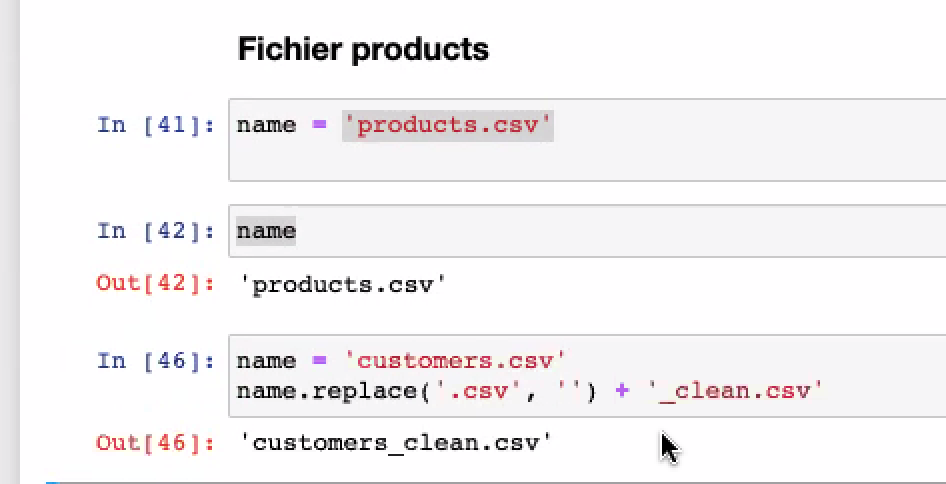 Fichier products
In [41]: name = 'products.csv'
In [42]: name
Out[42]: 'products.csv'
In [46]: name = 'customers.csv'
name.replace('.csv', '') + '_clean.csv'
Out[46]: 'customers_clean.csv'